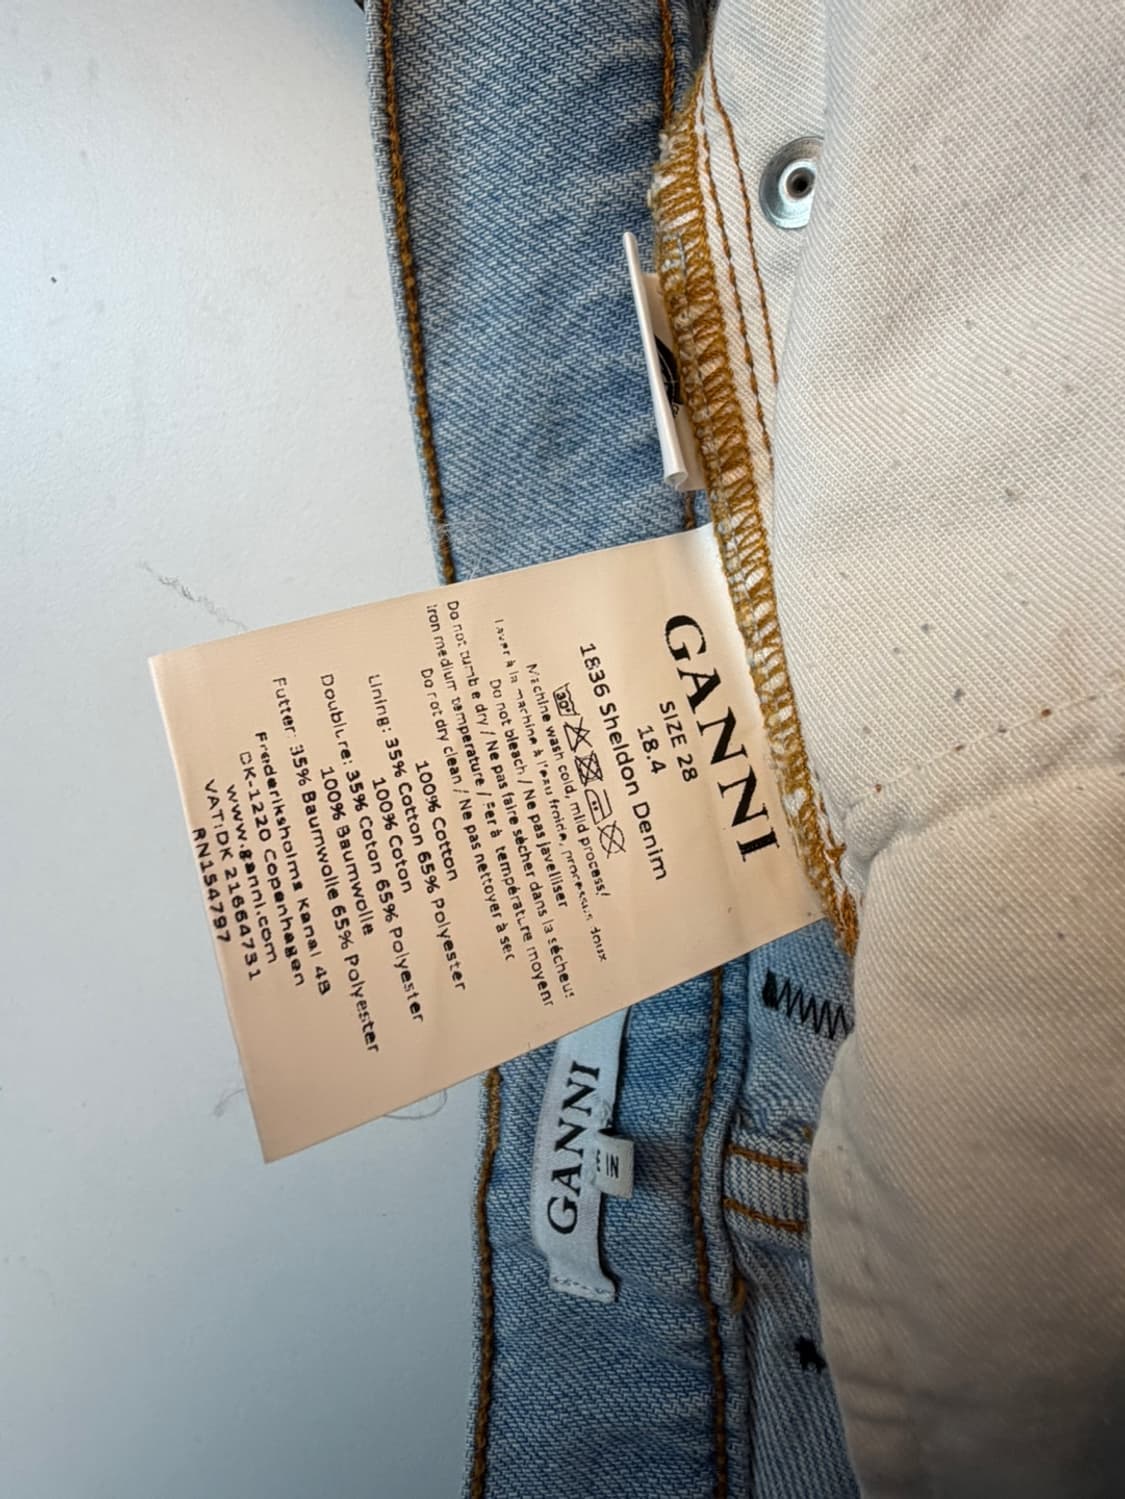 GANNI
SIZE 28
18.4
1836 Sheldon Denim
30°
Machine wash cold, mild process/
Laver à la machine à l'eau froide, processus doux
Do not bleach / Ne pas javelliser
Do not tumble dry / Ne pas faire sécher dans la sécheus
Iron medium temperature / Fer à température moyenn
Do not dry clean / Ne pas nettoyer à sec
100% Cotton
Lining: 35% Cotton 65% Polyester
100% Coton
Doublure: 35% Coton 65% Polyester
100% Baumwolle
Futter: 35% Baumwolle 65% Polyester
Frederiksholms Kanal 4B
DK-1220 Copenhagen
www.ganni.com
VAT:DK 21664731
RN154797
GANNI